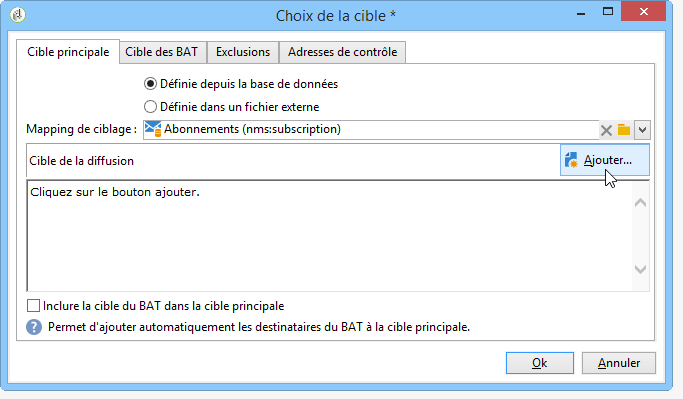 Choix de la cible *
Cible principale Cible des BAT Exclusions Adresses de contrôle
Définie depuis la base de données
Définie dans un fichier externe
Mapping de ciblage : Abonnements (nms:subscription)
Cible de la diffusion Ajouter...
Cliquez sur le bouton ajouter.
Inclure la cible du BAT dans la cible principale
? Permet d'ajouter automatiquement les destinataires du BAT à la cible principale.
Ok Annuler